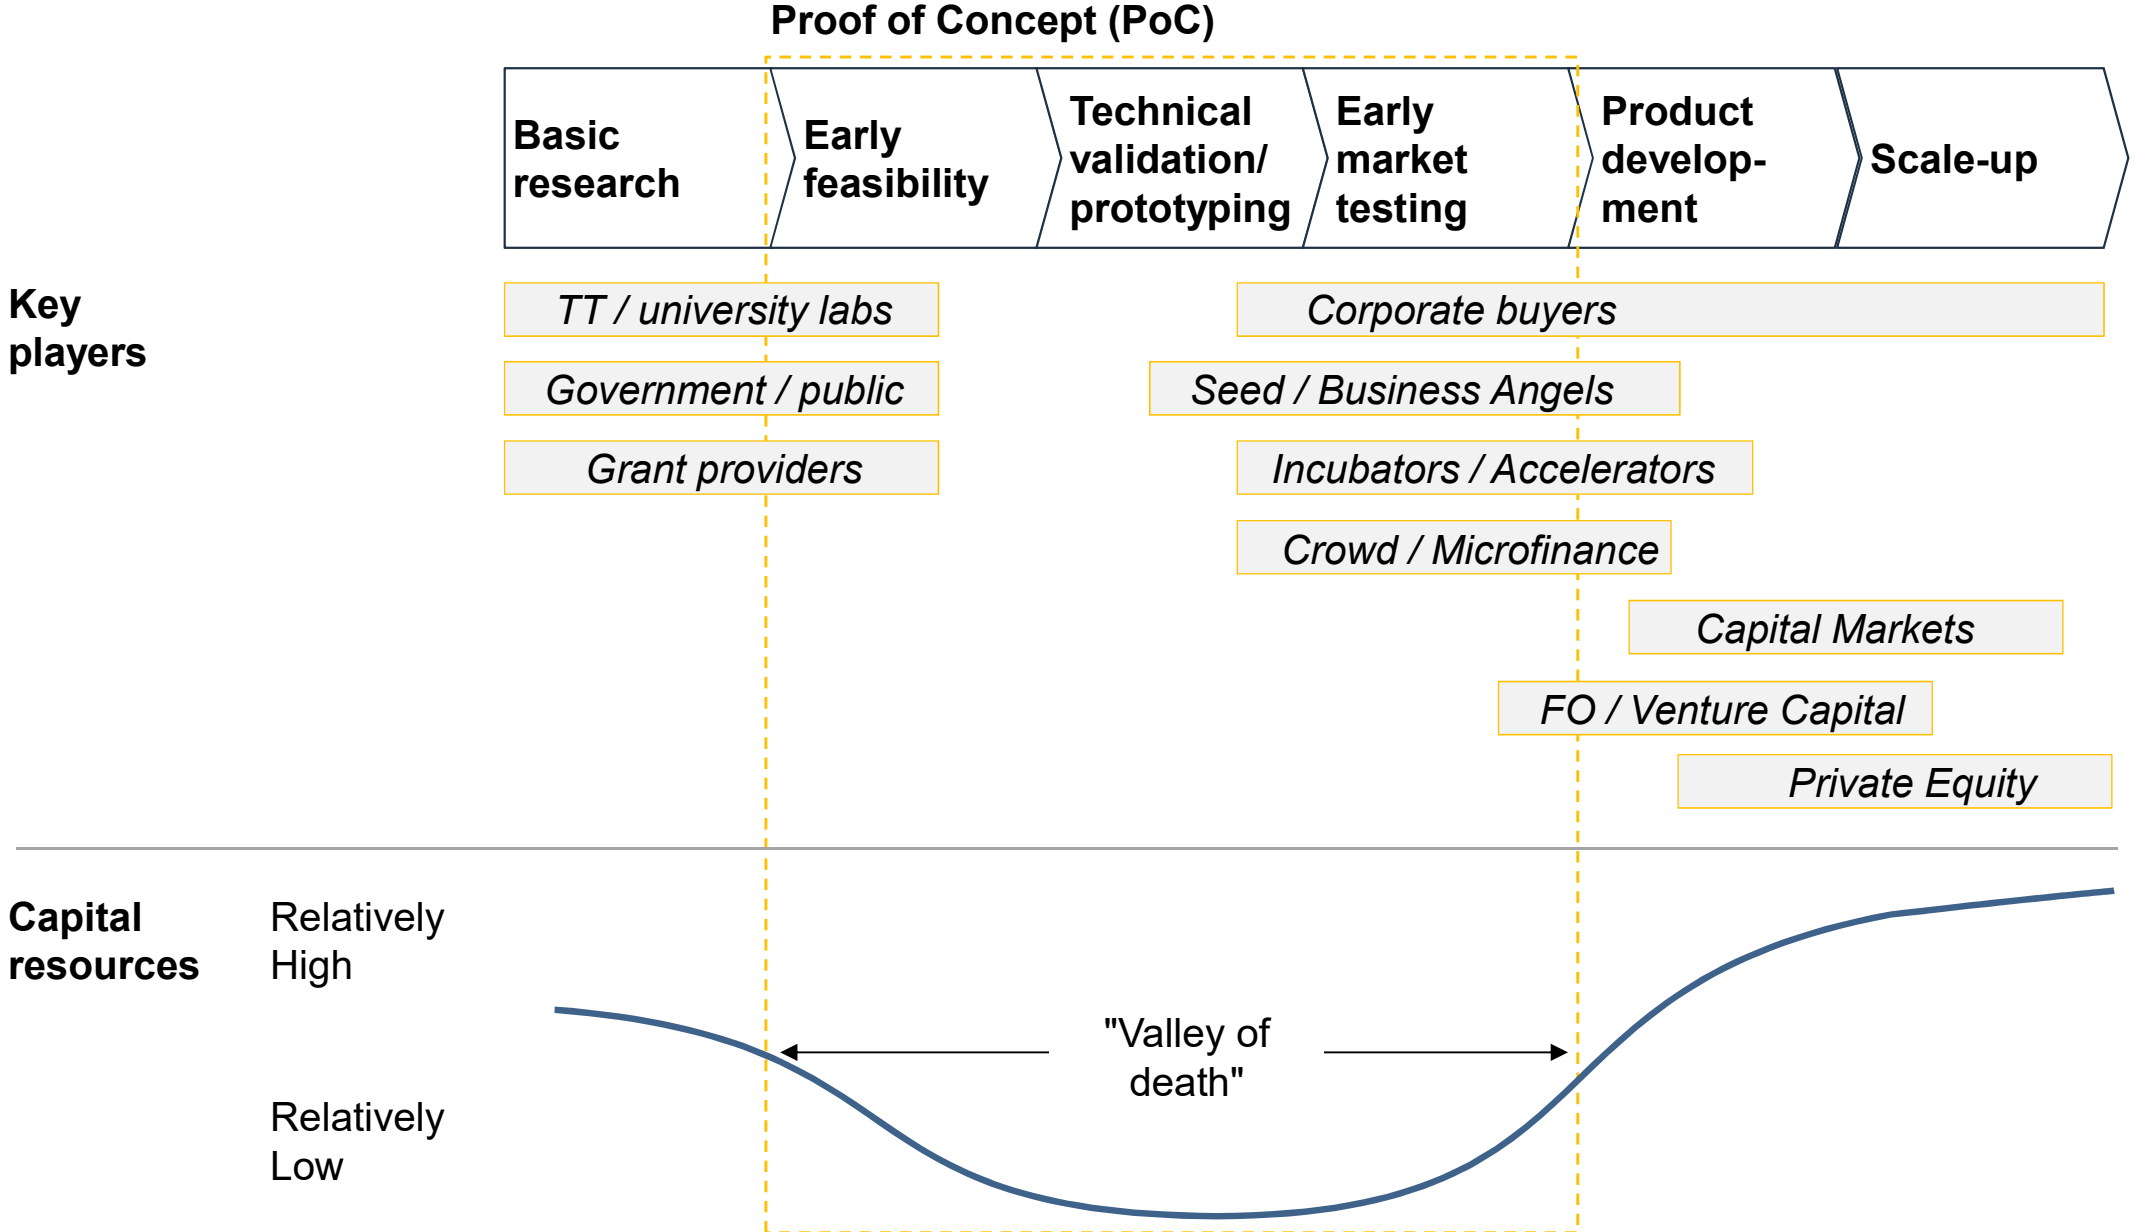 Proof of Concept (PoC)
Basic
research
Early
feasibility
Technical
validation/
prototyping
Early
market
testing
Product
develop-
ment
Scale-up
Key
players
TT / university labs
Corporate buyers
Government / public
Seed / Business Angels
Grant providers
Incubators / Accelerators
Crowd / Microfinance
Capital Markets
FO / Venture Capital
Private Equity
Capital
resources
Relatively
High
"Valley of
death"
Relatively
Low